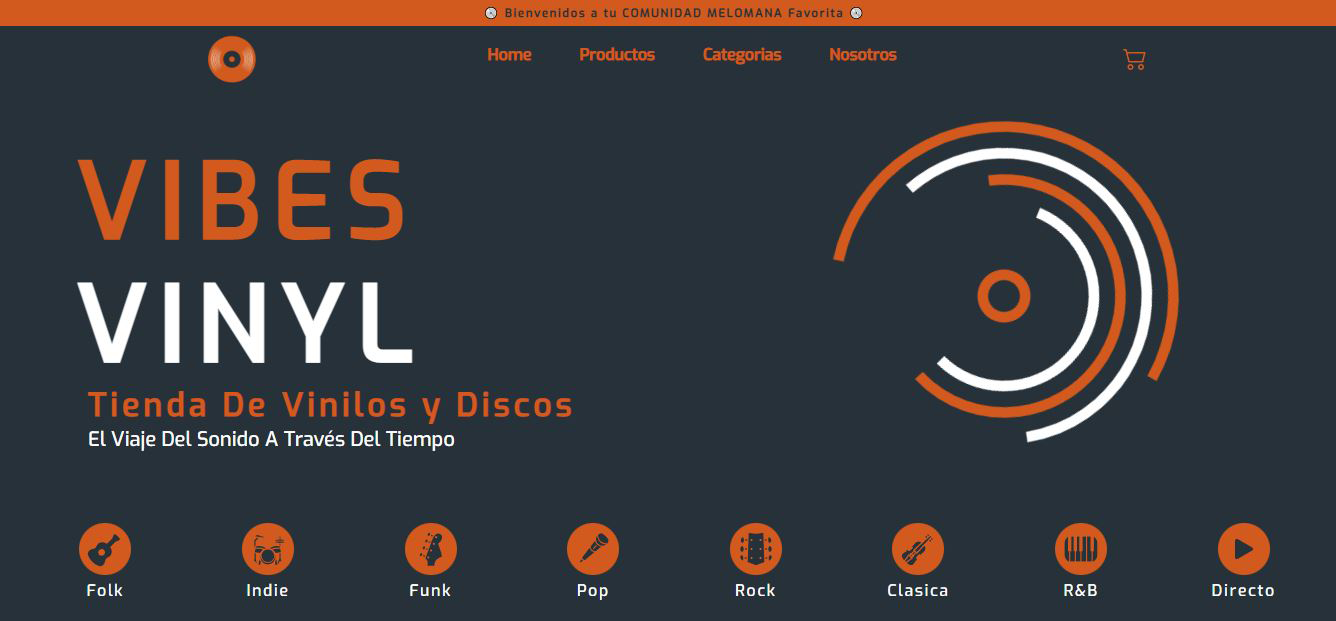 Bienvenidos a tu COMUNIDAD MELOMANA Favorita
Home Productos Categorias Nosotros
VIBES
VINYL
Tienda De Vinilos y Discos
El Viaje Del Sonido A Través Del Tiempo
Folk Indie Funk Pop Rock Clasica R&B Directo